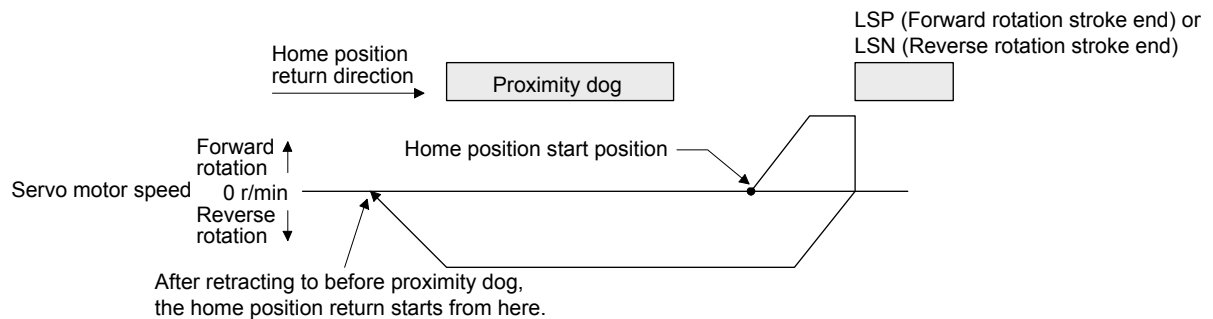 LSP (Forward rotation stroke end) or
LSN (Reverse rotation stroke end)
Home position
return direction
Proximity dog
Forward
rotation
Home position start position
Servo motor speed
0 r/min
Reverse
rotation
After retracting to before proximity dog,
the home position return starts from here.